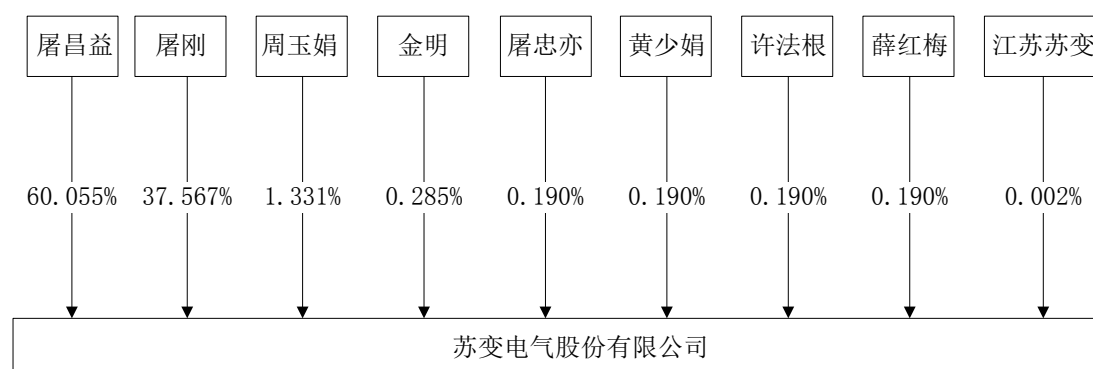 屠昌益 屠刚 周玉娟 金明 屠忠亦 黄少娟 许法根 薛红梅 江苏苏变
60.055% 37.567% 1.331% 0.285% 0.190% 0.190% 0.190% 0.190% 0.002%
苏变电气股份有限公司